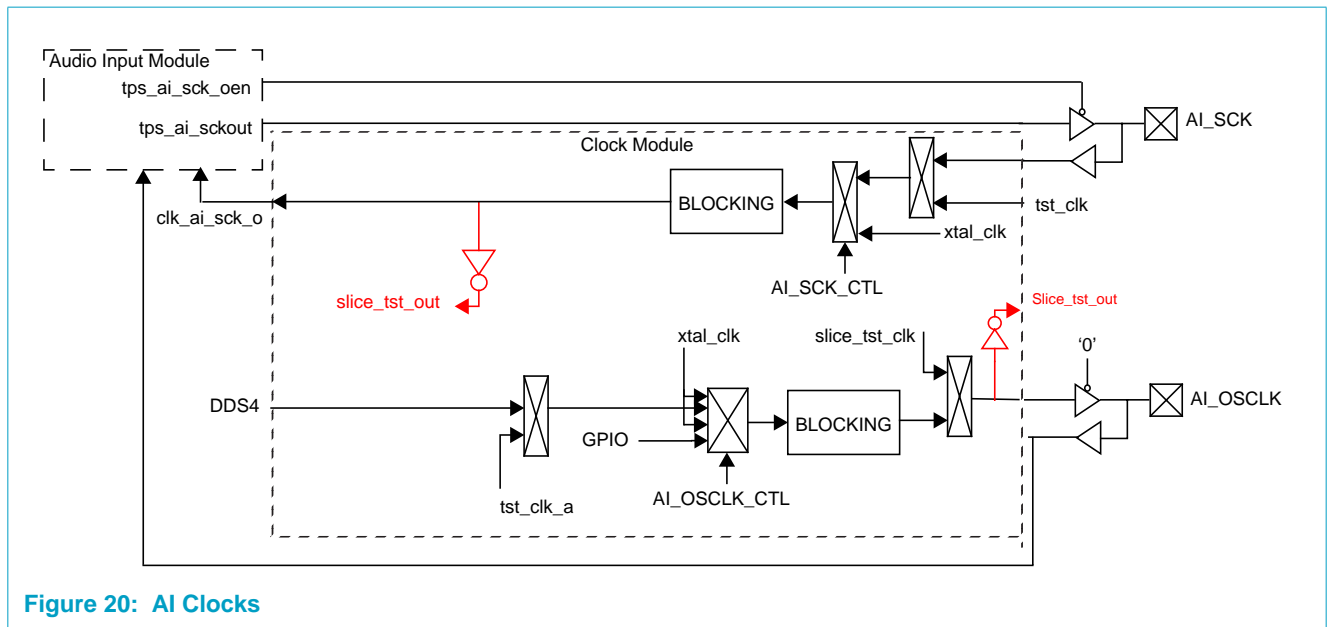 Audio Input Module
tps_ai_sck_oen
tps_ai_sckout
AI_SCK
Clock Module
BLOCKING
clk_ai_sck_o
tst_clk
xtal_clk
AI_SCK_CTL
slice_tst_out
Slice_tst_out
xtal_clk
slice_tst_clk
‘0’
DDS4
AI_OSCLK
BLOCKING
GPIO
AI_OSCLK_CTL
tst_clk_a
Figure 20: AI Clocks